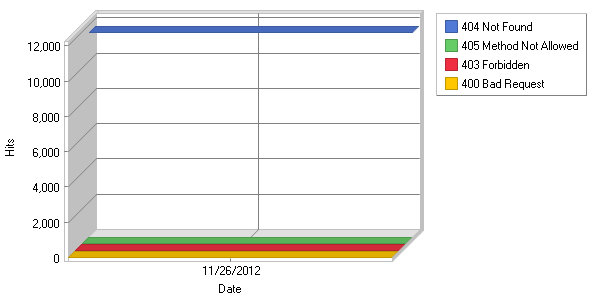 12,000
10,000
8,000
6,000
4,000
2,000
0
Hits
11/26/2012
Date
404 Not Found
405 Method Not Allowed
403 Forbidden
400 Bad Request